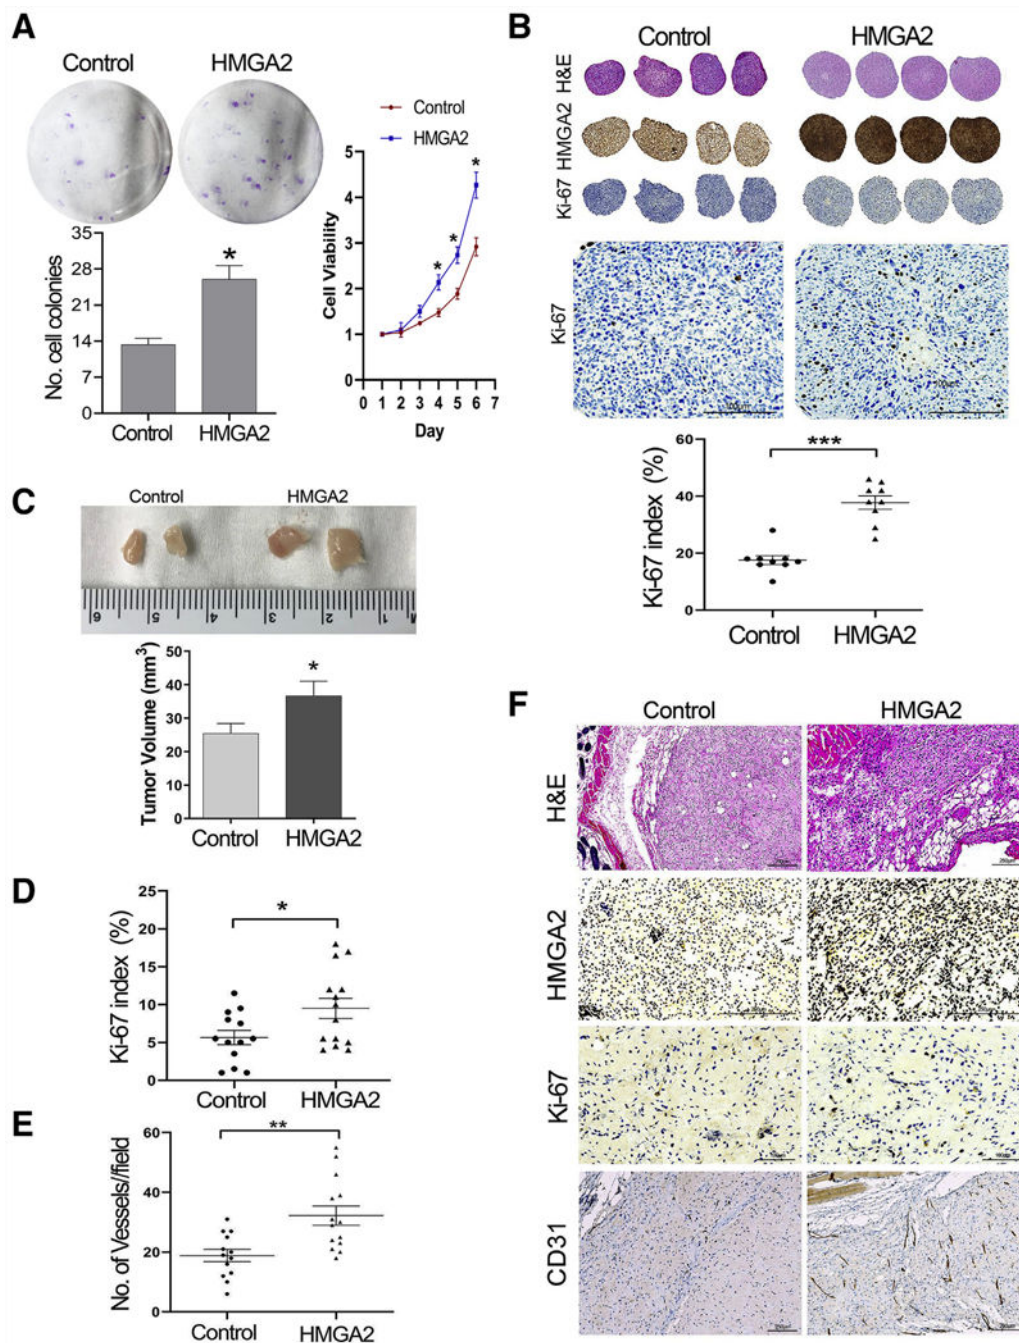 A
Control
HMGA2
Control
HMGA2
No. cell colonies
35
28
21
14
7
0
*
Control
HMGA2
Cell Viability
5
4
3
2
1
0
*
*
*
0 1 2 3 4 5 6 7
Day
B
Control
HMGA2
H&E
HMGA2
Ki-67
Ki-67
100µm
100µm
Ki-67 index (%)
60
40
20
0
***
Control
HMGA2
C
Control
HMGA2
6 5 4 3 2 1
Tumor Volume (mm3)
50
40
30
20
10
0
*
Control
HMGA2
D
Ki-67 index (%)
25
20
15
10
5
0
*
Control
HMGA2
E
No. of Vessels/field
60
40
20
0
**
Control
HMGA2
F
Control
HMGA2
H&E
250µm
HMGA2
Ki-67
CD31